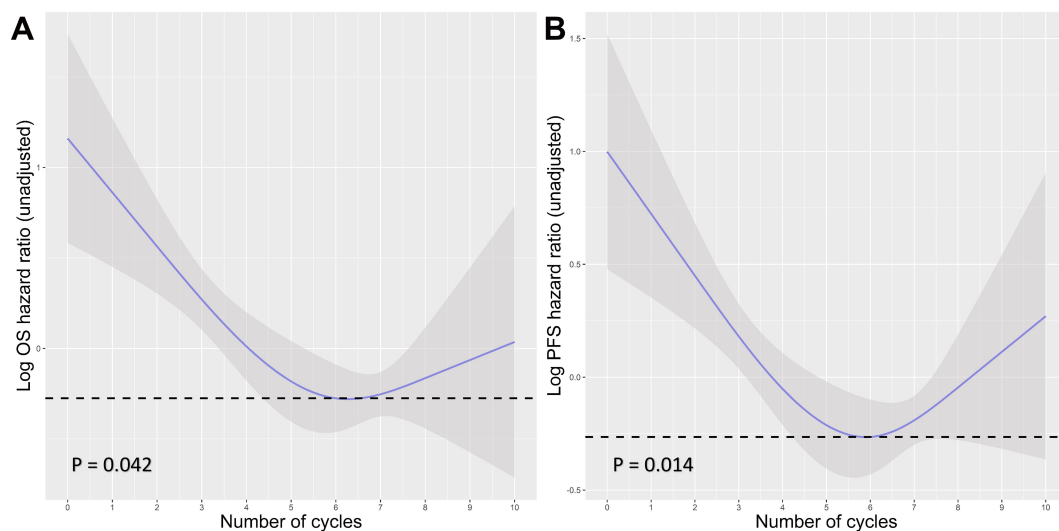 A
Log OS hazard ratio (unadjusted)
1
0
P = 0.042
0 1 2 3 4 5 6 7 8 9 10
Number of cycles
B
Log PFS hazard ratio (unadjusted)
1.5
1.0
0.5
0.0
-0.5
P = 0.014
0 1 2 3 4 5 6 7 8 9 10
Number of cycles